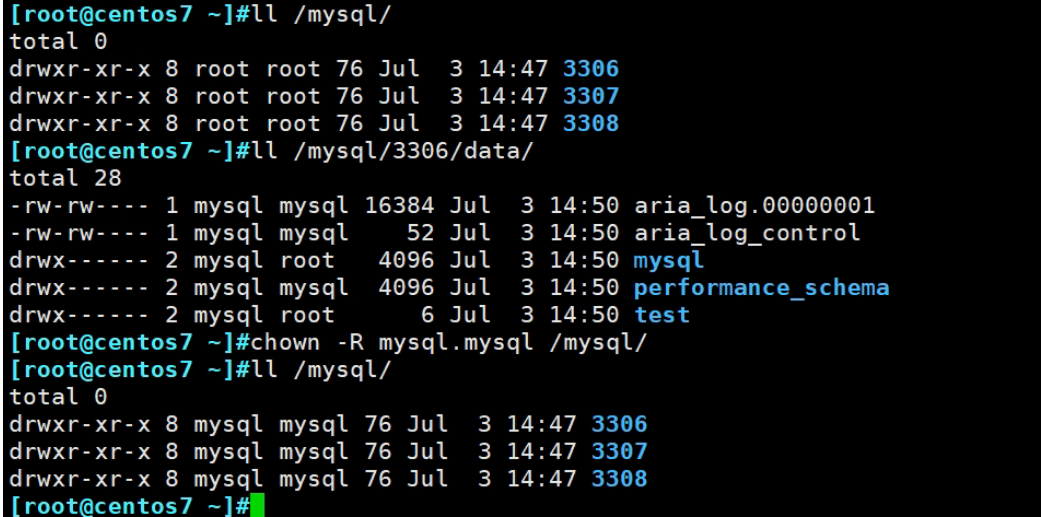 [root@centos7 ~]#ll /mysql/
total 0
drwxr-xr-x 8 root root 76 Jul  3 14:47 3306
drwxr-xr-x 8 root root 76 Jul  3 14:47 3307
drwxr-xr-x 8 root root 76 Jul  3 14:47 3308
[root@centos7 ~]#ll /mysql/3306/data/
total 28
-rw-rw---- 1 mysql mysql 16384 Jul  3 14:50 aria_log.00000001
-rw-rw---- 1 mysql mysql    52 Jul  3 14:50 aria_log_control
drwx------ 2 mysql root   4096 Jul  3 14:50 mysql
drwx------ 2 mysql mysql  4096 Jul  3 14:50 performance_schema
drwx------ 2 mysql root      6 Jul  3 14:50 test
[root@centos7 ~]#chown -R mysql.mysql /mysql/
[root@centos7 ~]#ll /mysql/
total 0
drwxr-xr-x 8 mysql mysql 76 Jul  3 14:47 3306
drwxr-xr-x 8 mysql mysql 76 Jul  3 14:47 3307
drwxr-xr-x 8 mysql mysql 76 Jul  3 14:47 3308
[root@centos7 ~]#